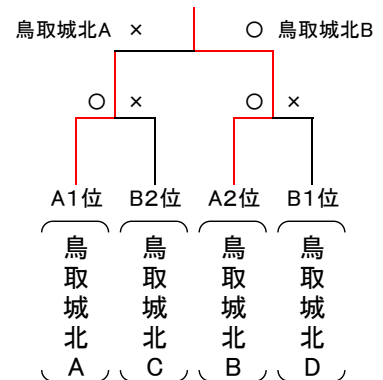 鳥取城北A × ○ 鳥取城北B
○ × ○ ×
A1位 B2位 A2位 B1位
鳥取城北A
鳥取城北C
鳥取城北B
鳥取城北D